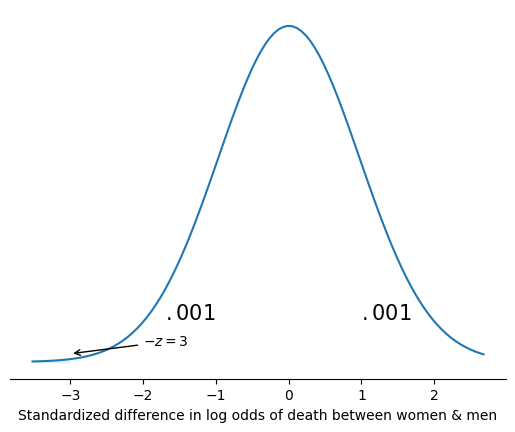 .001 .001
−z = 3
−3 −2 −1 0 1 2
Standardized difference in log odds of death between women & men